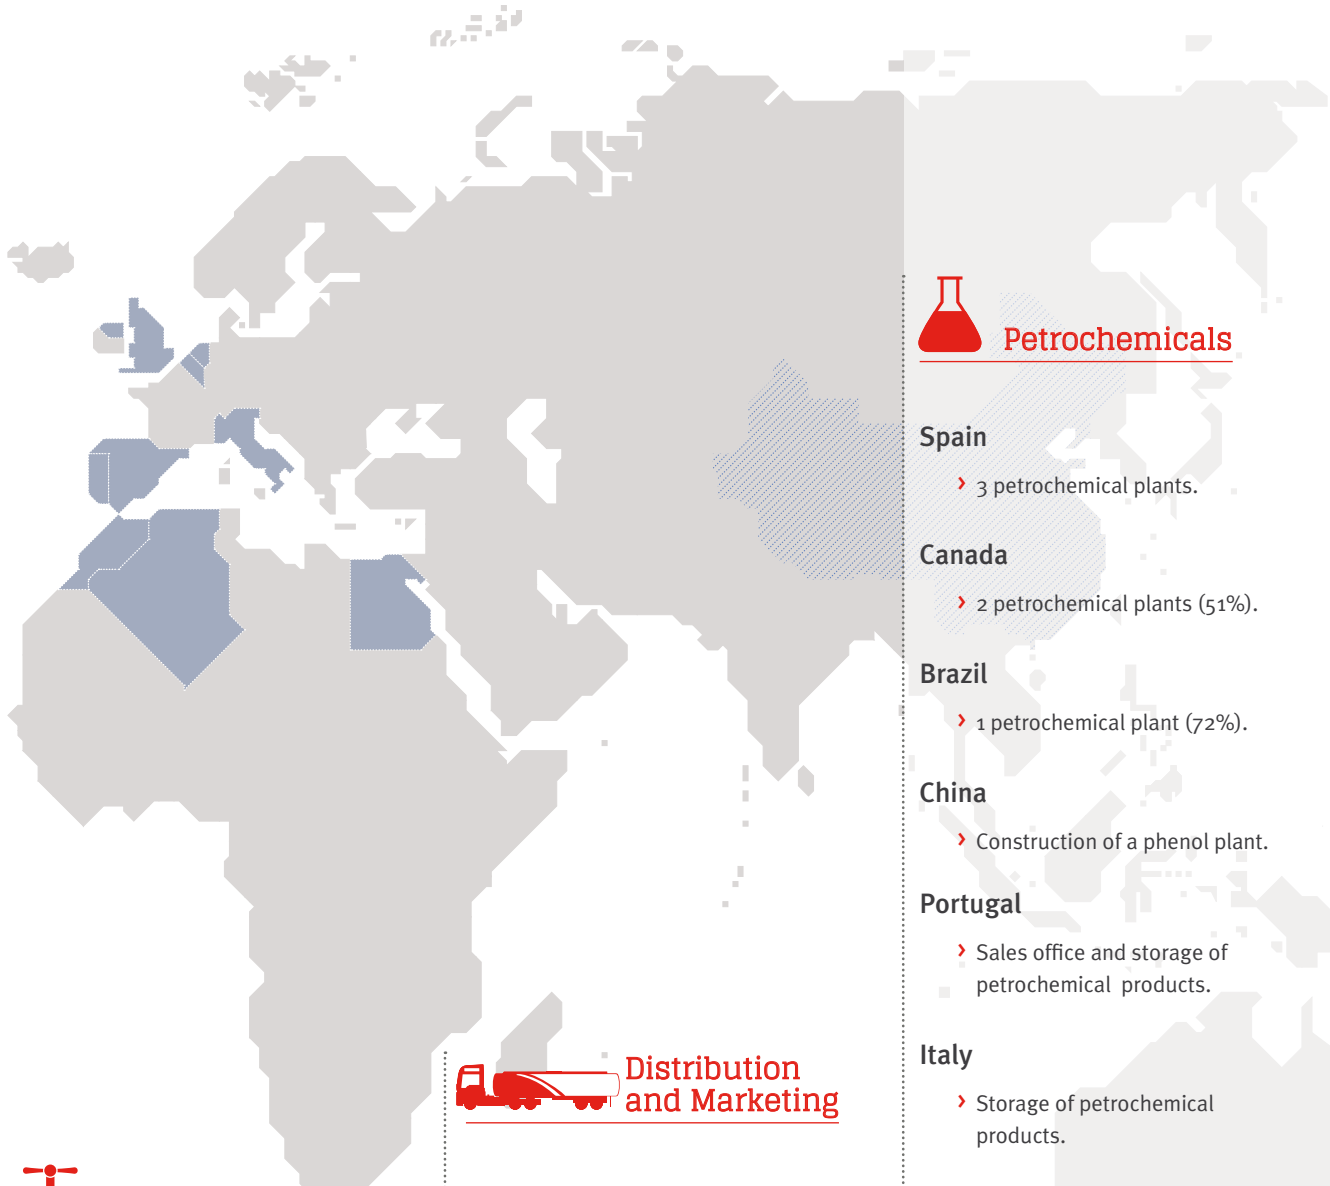 Petrochemicals
Spain
› 3 petrochemical plants.
Canada
› 2 petrochemical plants (51%).
Brazil
› 1 petrochemical plant (72%).
China
› Construction of a phenol plant.
Portugal
› Sales office and storage of
petrochemical products.
Italy
› Storage of petrochemical
products.
Distribution
and Marketing